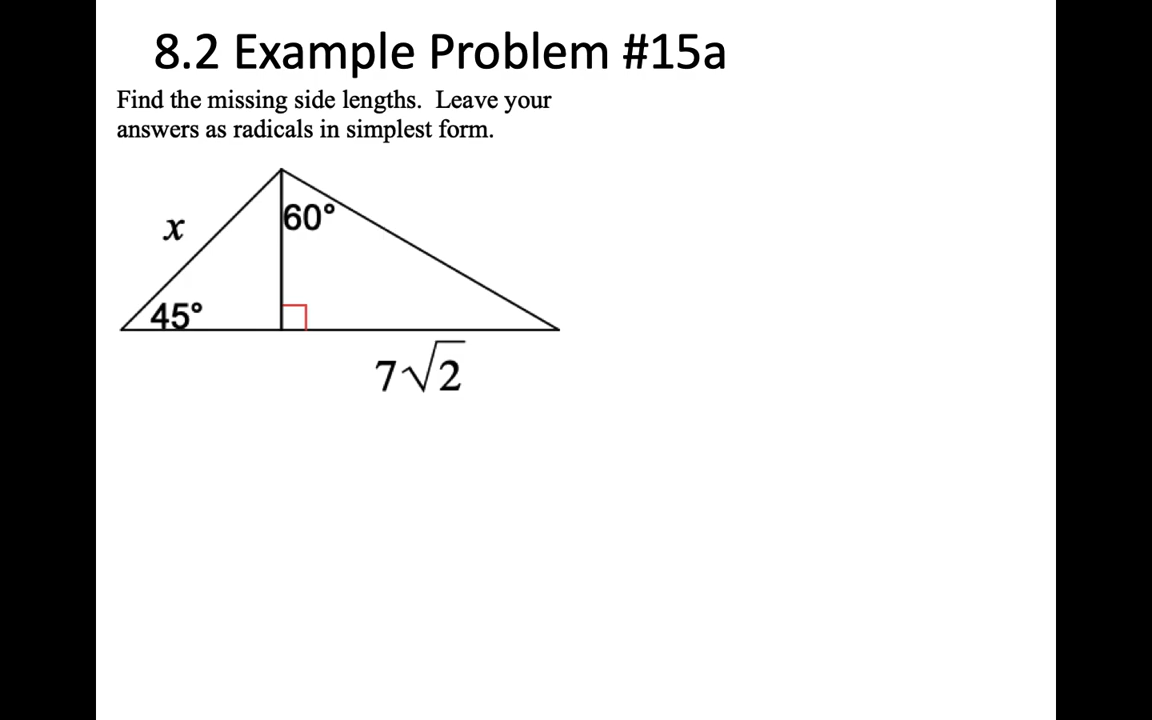 8.2 Example Problem #15a
Find the missing side lengths.  Leave your
answers as radicals in simplest form.
60°
x
45°
7√2